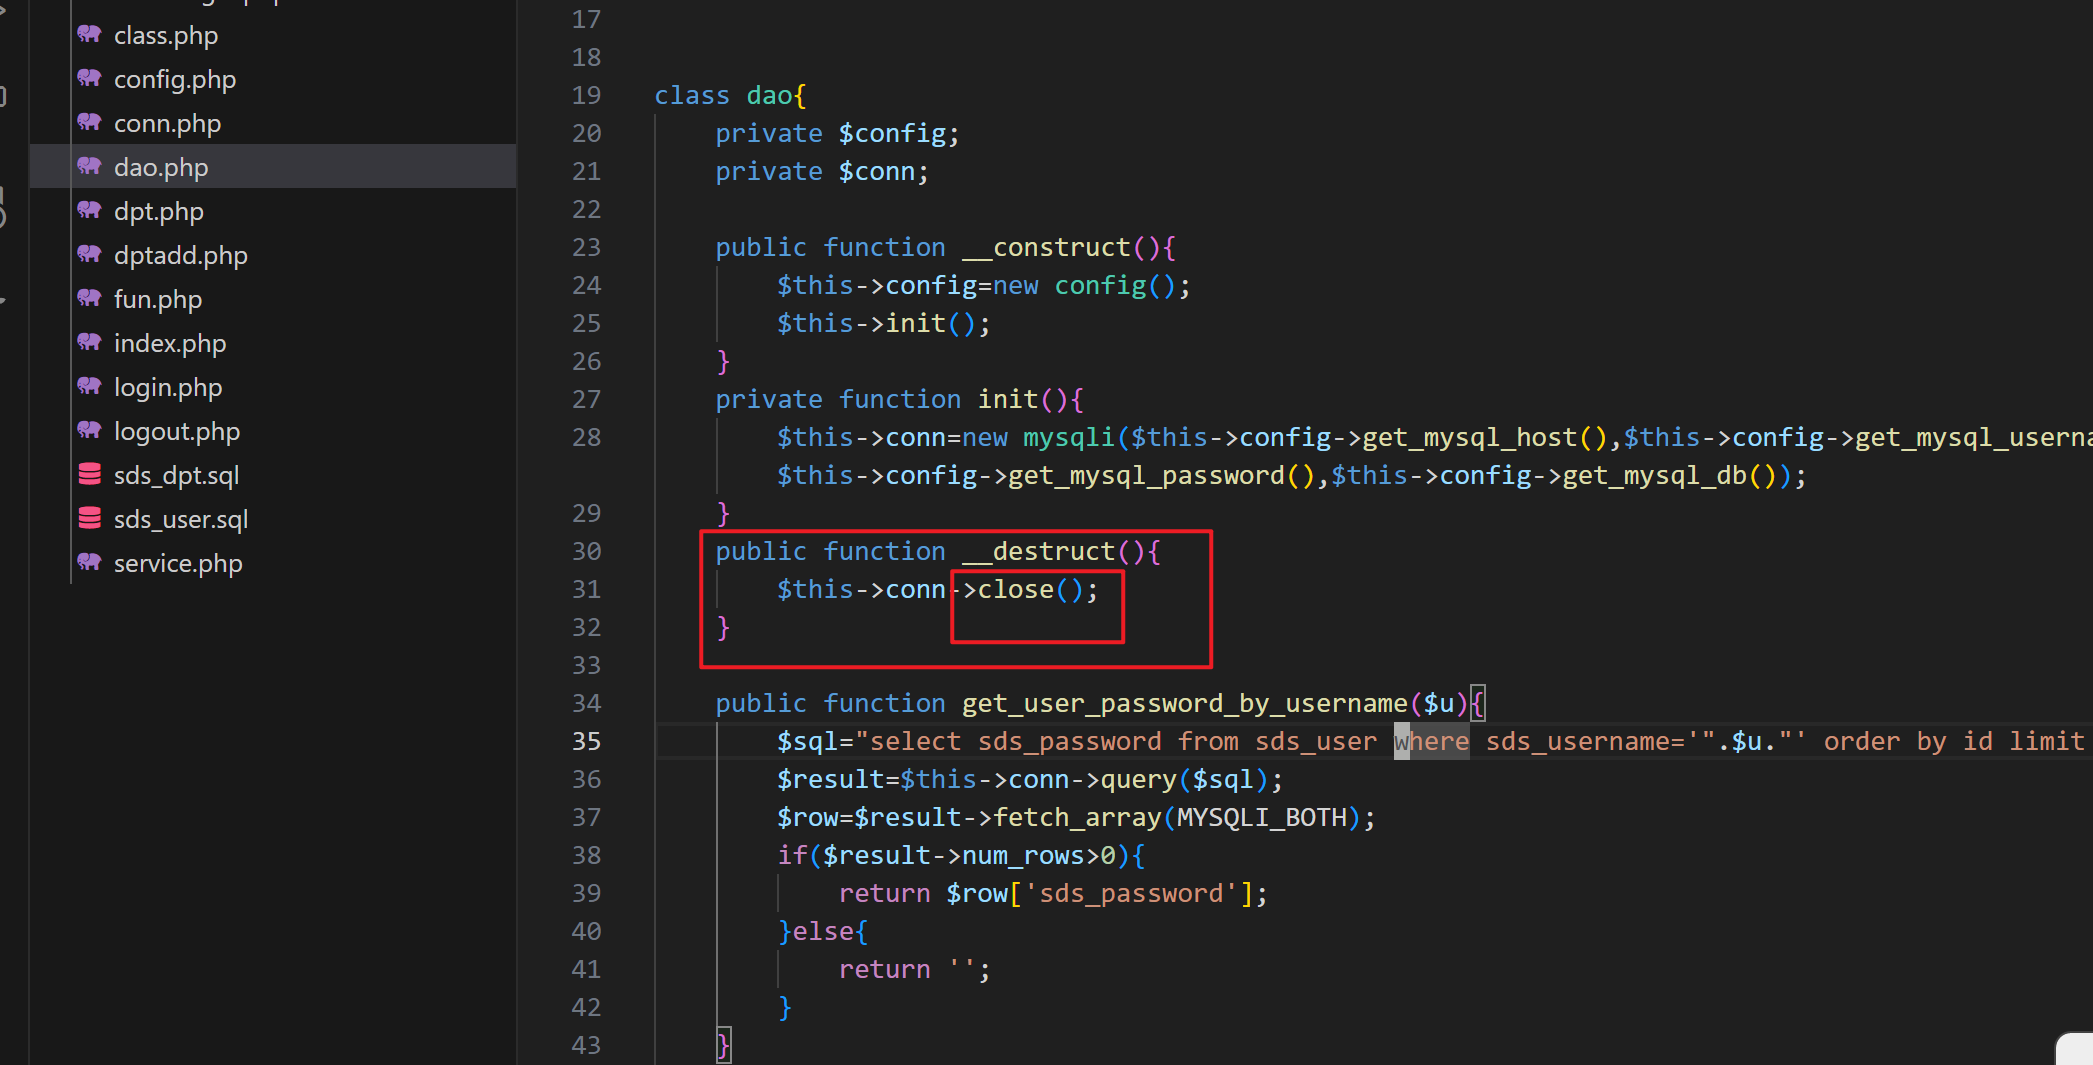 class.php
config.php
conn.php
dao.php
dpt.php
dptadd.php
fun.php
index.php
login.php
logout.php
sds_dpt.sql
sds_user.sql
service.php
17
18
19 class dao{
20 private $config;
21 private $conn;
22
23 public function __construct(){
24 $this->config=new config();
25 $this->init();
26 }
27 private function init(){
28 $this->conn=new mysqli($this->config->get_mysql_host(),$this->config->get_mysql_userna
$this->config->get_mysql_password(),$this->config->get_mysql_db());
29 }
30 public function __destruct(){
31 $this->conn->close();
32 }
33
34 public function get_user_password_by_username($u){
35 $sql="select sds_password from sds_user where sds_username='".$u."' order by id limit
36 $result=$this->conn->query($sql);
37 $row=$result->fetch_array(MYSQLI_BOTH);
38 if($result->num_rows>0){
39 return $row['sds_password'];
40 }else{
41 return '';
42 }
43 }